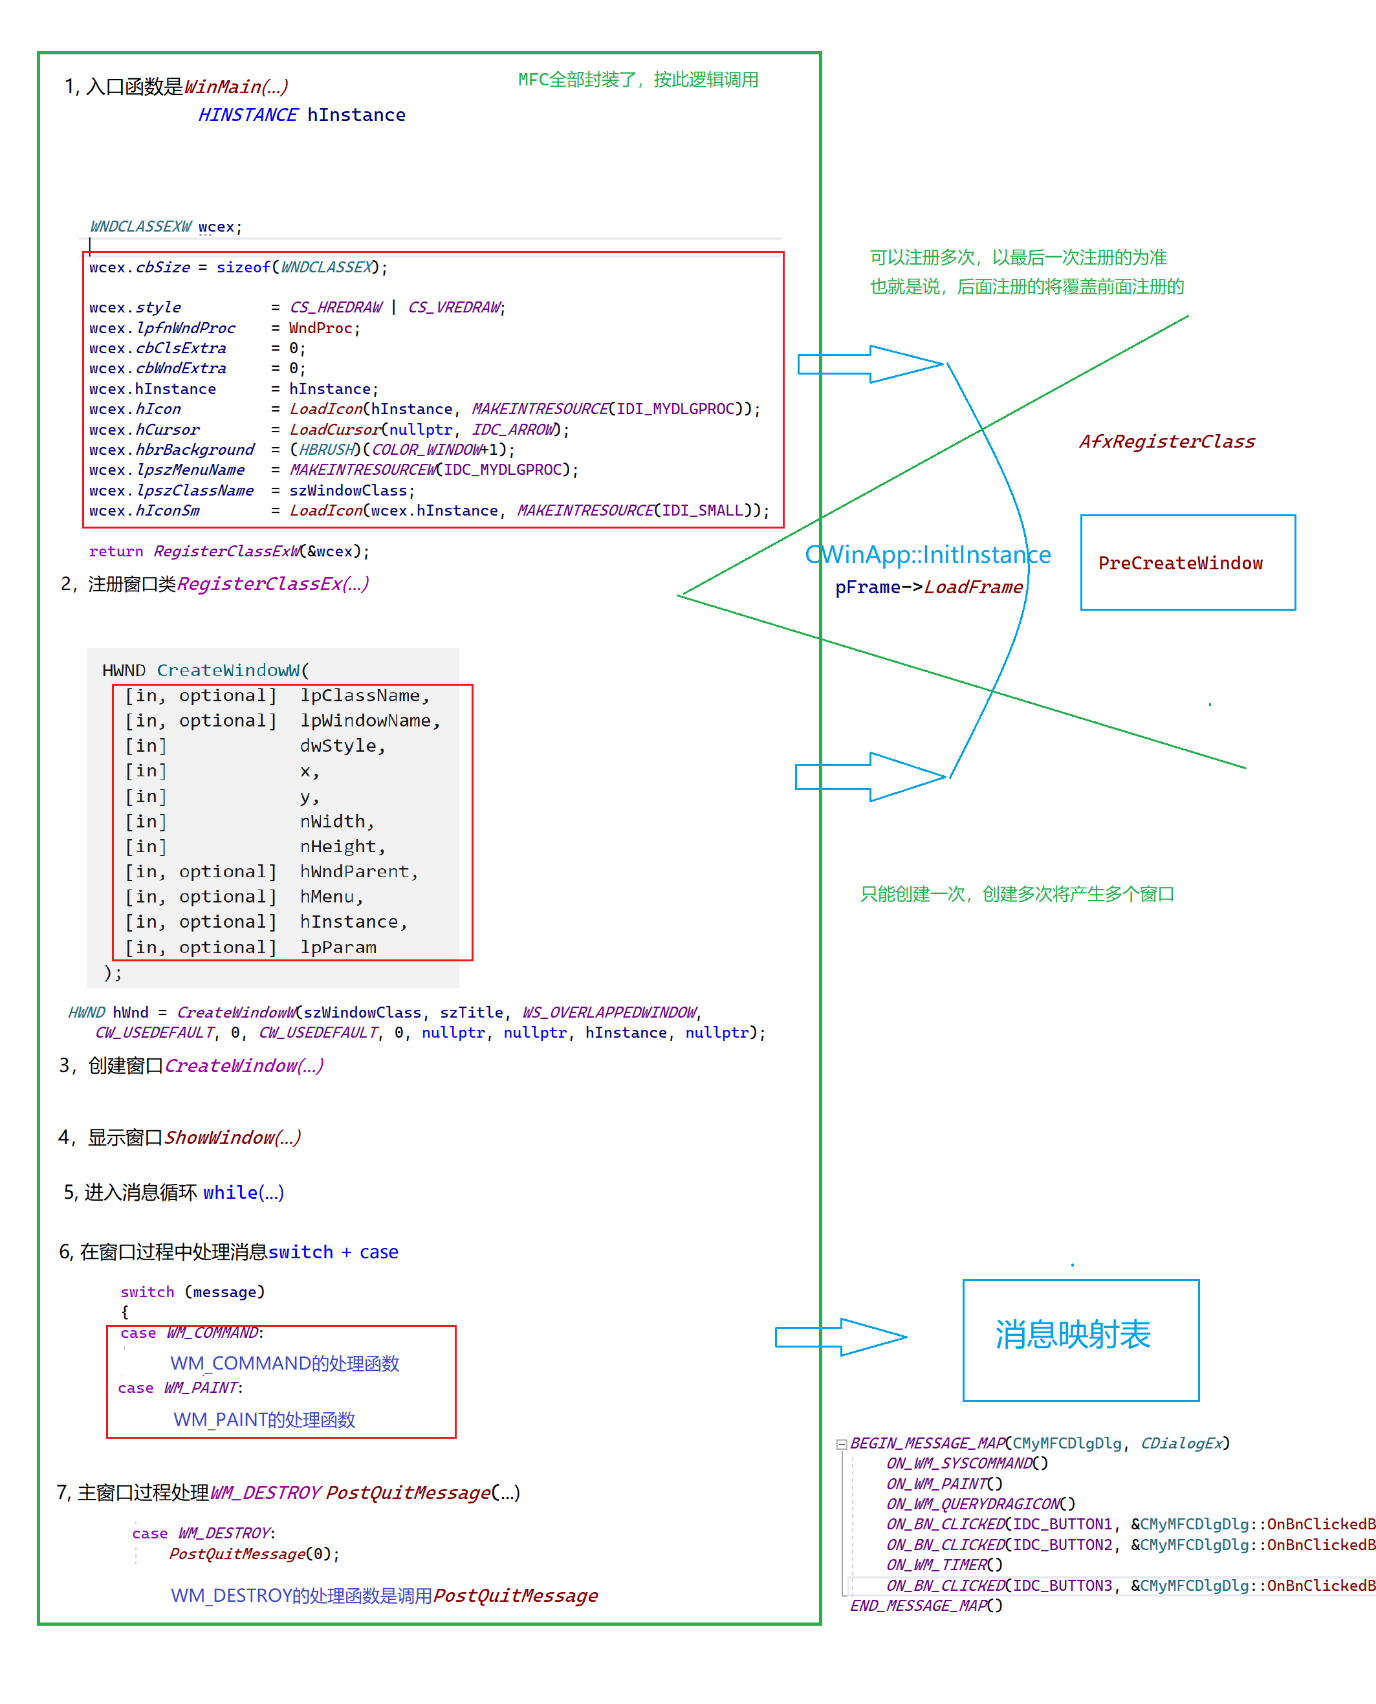 1, 入口函数是WinMain(...)
MFC全部封装了，按此逻辑调用
HINSTANCE hInstance
WNDCLASSEXW wcex;
wcex.cbSize = sizeof(WNDCLASSEX);
wcex.style = CS_HREDRAW | CS_VREDRAW;
wcex.lpfnWndProc = WndProc;
wcex.cbClsExtra = 0;
wcex.cbWndExtra = 0;
wcex.hInstance = hInstance;
wcex.hIcon = LoadIcon(hInstance, MAKEINTRESOURCE(IDI_MYDLGPROC));
wcex.hCursor = LoadCursor(nullptr, IDC_ARROW);
wcex.hbrBackground = (HBRUSH)(COLOR_WINDOW+1);
wcex.lpszMenuName = MAKEINTRESOURCEW(IDC_MYDLGPROC);
wcex.lpszClassName = szWindowClass;
wcex.hIconSm = LoadIcon(wcex.hInstance, MAKEINTRESOURCE(IDI_SMALL));
return RegisterClassExW(&wcex);
2，注册窗口类RegisterClassEx(...)
可以注册多次，以最后一次注册的为准
也就是说，后面注册的将覆盖前面注册的
AfxRegisterClass
CWinApp::InitInstance
pFrame->LoadFrame
PreCreateWindow
HWND CreateWindowW(
[in, optional] lpClassName,
[in, optional] lpWindowName,
[in] dwStyle,
[in] x,
[in] y,
[in] nWidth,
[in] nHeight,
[in, optional] hWndParent,
[in, optional] hMenu,
[in, optional] hInstance,
[in, optional] lpParam
);
只能创建一次，创建多次将产生多个窗口
HWND hWnd = CreateWindowW(szWindowClass, szTitle, WS_OVERLAPPEDWINDOW,
CW_USEDEFAULT, 0, CW_USEDEFAULT, 0, nullptr, nullptr, hInstance, nullptr);
3，创建窗口CreateWindow(...)
4，显示窗口ShowWindow(...)
5, 进入消息循环 while(...)
6, 在窗口过程中处理消息switch + case
switch (message)
{
case WM_COMMAND:
WM_COMMAND的处理函数
case WM_PAINT:
WM_PAINT的处理函数
消息映射表
7, 主窗口过程处理WM_DESTROY PostQuitMessage(...)
case WM_DESTROY:
PostQuitMessage(0);
WM_DESTROY的处理函数是调用PostQuitMessage
BEGIN_MESSAGE_MAP(CMyMFCDlgDlg, CDialogEx)
ON_WM_SYSCOMMAND()
ON_WM_PAINT()
ON_WM_QUERYDRAGICON()
ON_BN_CLICKED(IDC_BUTTON1, &CMyMFCDlgDlg::OnBnClickedB
ON_BN_CLICKED(IDC_BUTTON2, &CMyMFCDlgDlg::OnBnClickedB
ON_WM_TIMER()
ON_BN_CLICKED(IDC_BUTTON3, &CMyMFCDlgDlg::OnBnClickedB
END_MESSAGE_MAP()